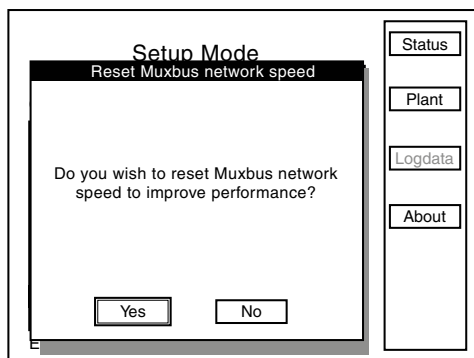 Setup Mode
Reset Muxbus network speed
Do you wish to reset Muxbus network
speed to improve performance?
Yes
No
Status
Plant
Logdata
About